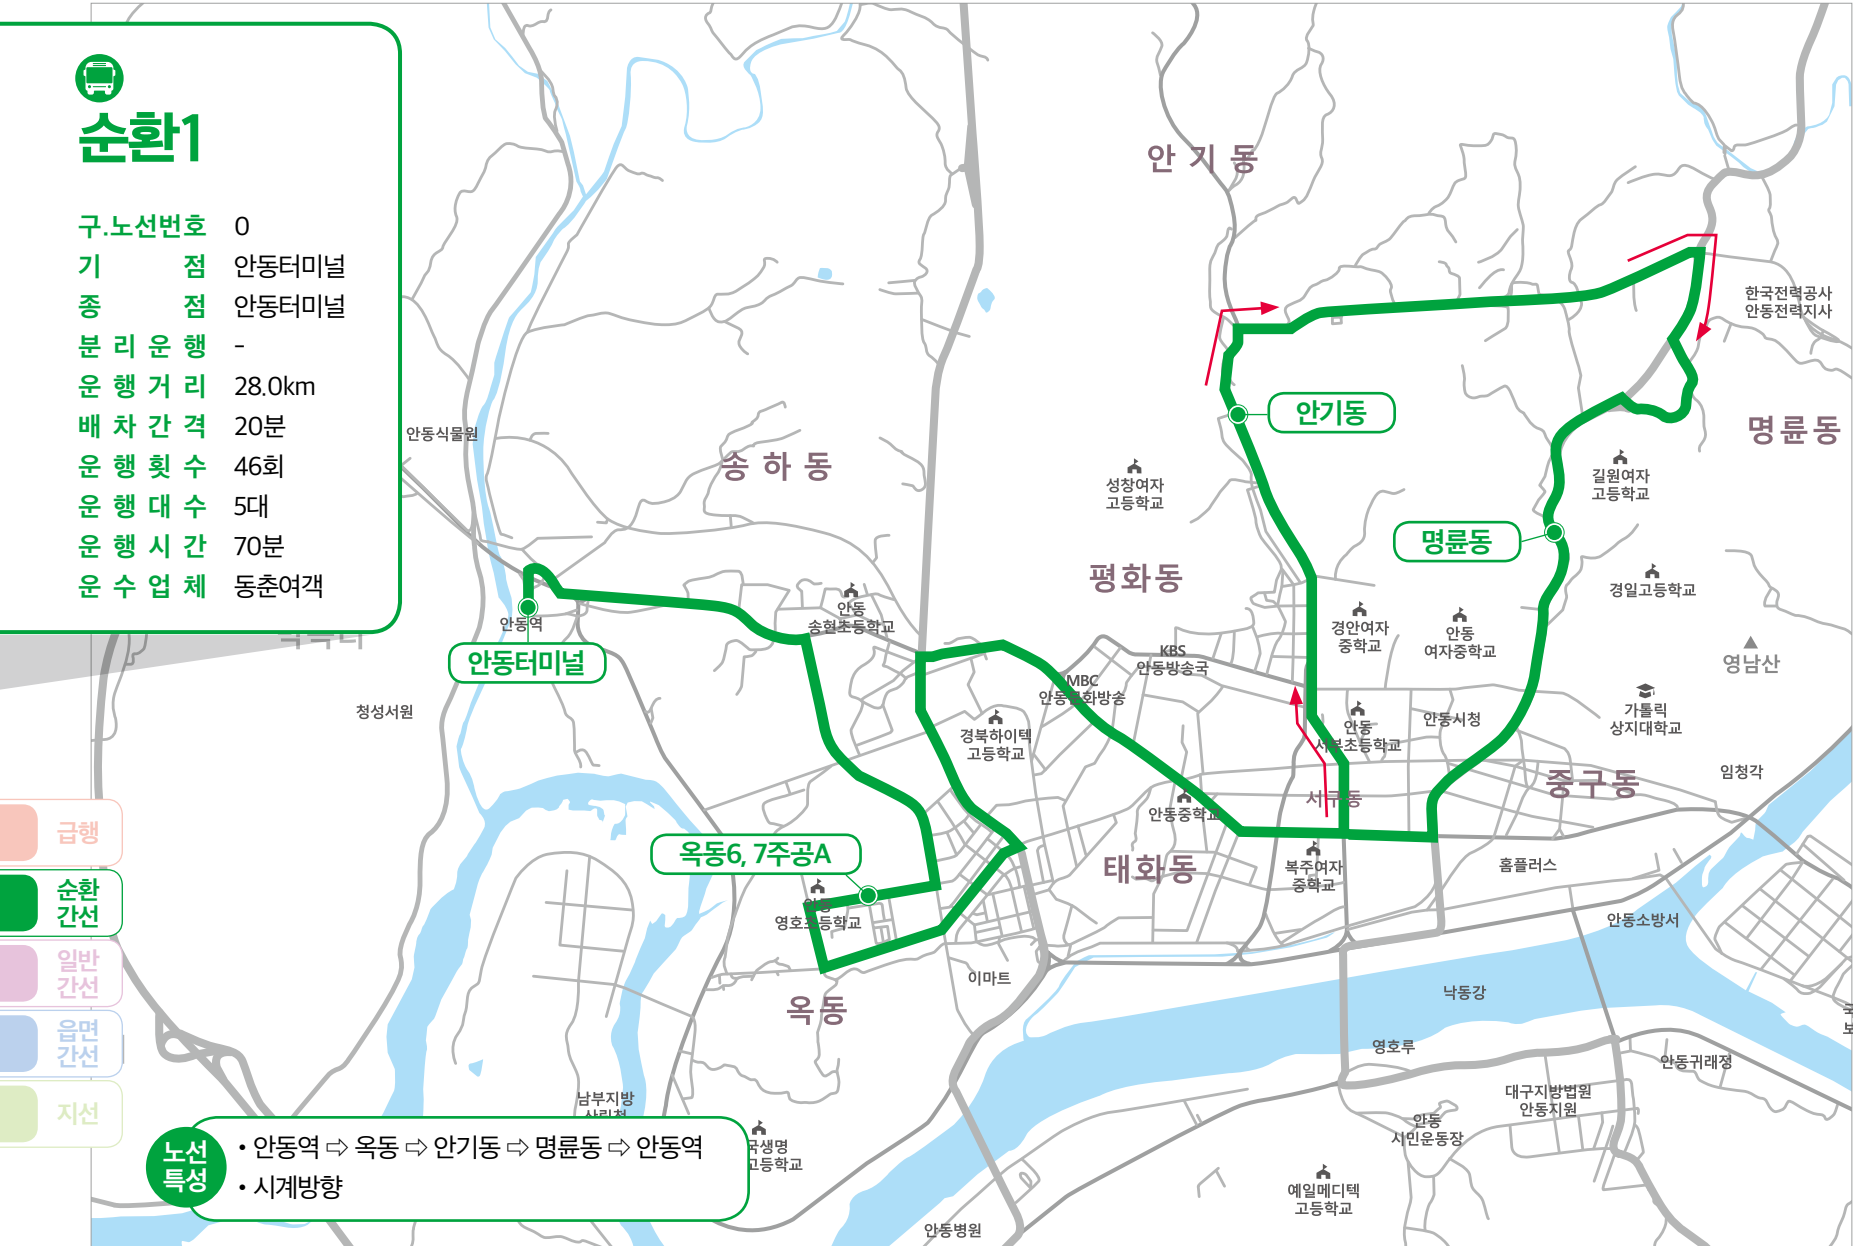 순환1
구.노선번호 0
기 점 안동터미널
종 점 안동터미널
분리운행 -
운행거리 28.0km
배차간격 20분
운행횟수 46회
운행대수 5대
운행시간 70분
운수업체 동춘여객
안기동
한국전력공사
안동전력지사
안기동
명륜동
안동식물원
송하동
성창여자
고등학교
길원여자
고등학교
명륜동
평화동
경일고등학교
안동
송현초등학교
안동역
안동터미널
경안여자
중학교
안동
여자중학교
KBS
안동방송국
영남산
MBC
안동문화방송
청성서원
경북하이텍
고등학교
안동
서부초등학교
안동시청
가톨릭
상지대학교
중구동
임청각
서구동
안동중학교
급행
옥동6, 7주공A
태화동
복주여자
중학교
홈플러스
순환
간선
안동
영호초등학교
안동소방서
일반
간선
이마트
낙동강
옥동
읍면
간선
영호루
안동귀래정
대구지방법원
안동지원
남부지방
지선
안동
시민운동장
노선
특성
• 안동역 ⇨ 옥동 ⇨ 안기동 ⇨ 명륜동 ⇨ 안동역
• 시계방향
국생명
고등학교
예일메디텍
고등학교
안동병원